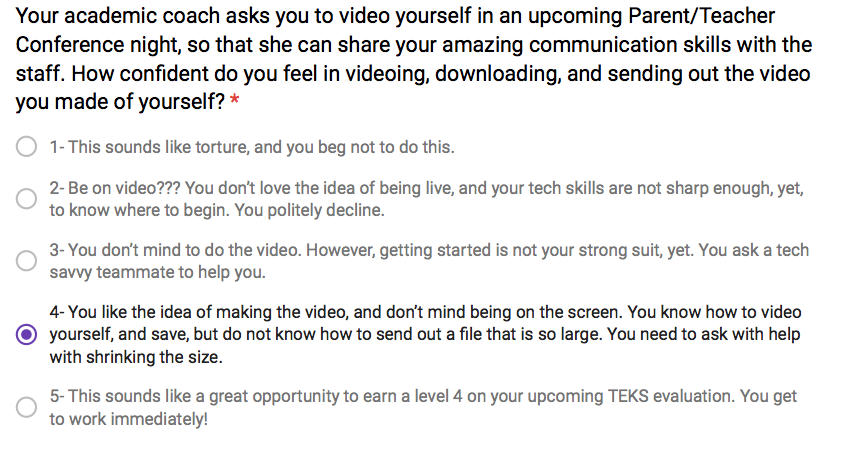 Your academic coach asks you to video yourself in an upcoming Parent/Teacher
Conference night, so that she can share your amazing communication skills with the
staff. How confident do you feel in videoing, downloading, and sending out the video
you made of yourself? *
1- This sounds like torture, and you beg not to do this.
2- Be on video??? You don't love the idea of being live, and your tech skills are not sharp enough, yet,
to know where to begin. You politely decline.
3- You don't mind to do the video. However, getting started is not your strong suit, yet. You ask a tech
savvy teammate to help you.
4- You like the idea of making the video, and don't mind being on the screen. You know how to video
yourself, and save, but do not know how to send out a file that is so large. You need to ask with help
with shrinking the size.
5- This sounds like a great opportunity to earn a level 4 on your upcoming TEKS evaluation. You get
to work immediately!